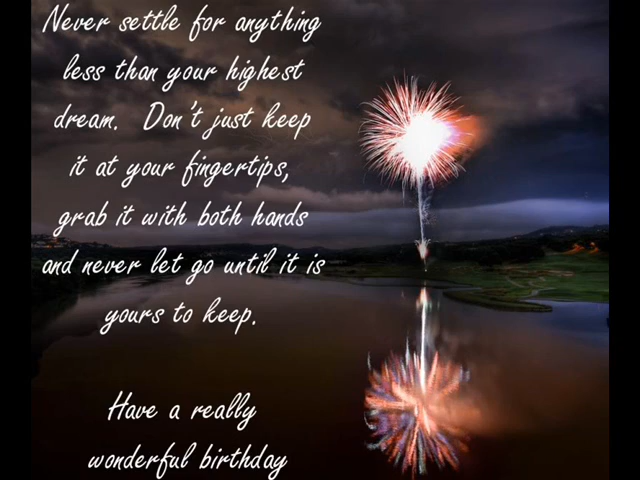 Never settle for anything
less than your highest
dream. Don't just keep
it at your fingertips,
grab it with both hands
and never let go until it is
yours to keep.
Have a really
wonderful birthday